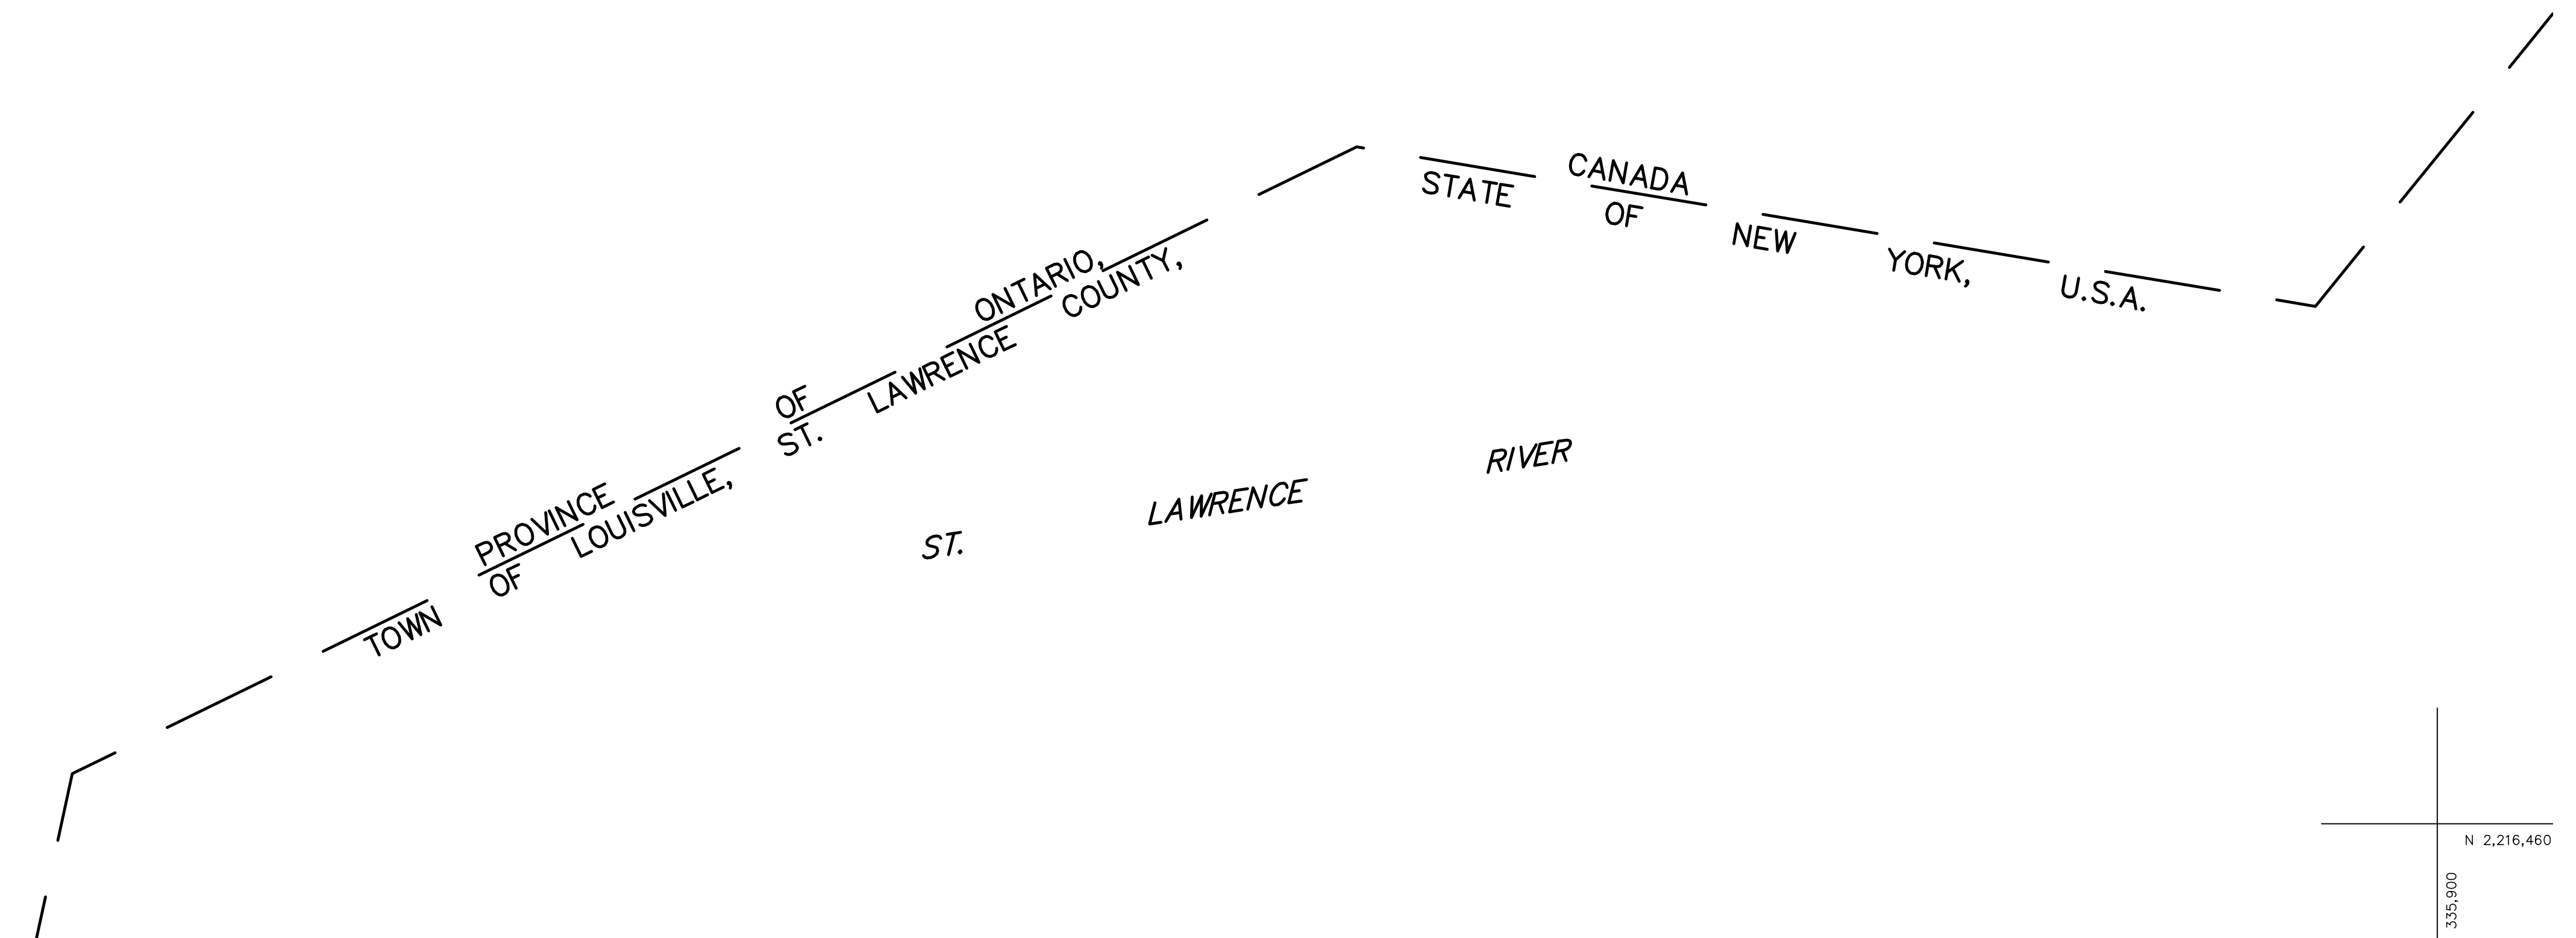 PROVINCE OF ONTARIO, CANADA
TOWN OF LOUISVILLE, ST. LAWRENCE COUNTY, STATE OF NEW YORK, U.S.A.
ST. LAWRENCE RIVER
N 2,216,460
335,900